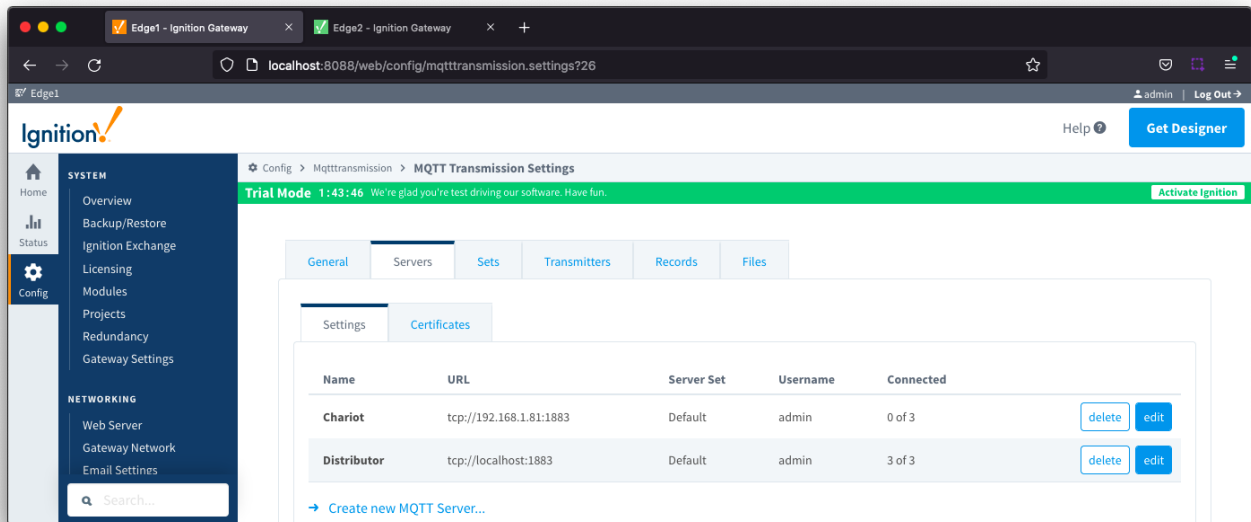 Edge1 - Ignition Gateway
Edge2 - Ignition Gateway
localhost:8088/web/config/mqtttransmission.settings?26
Edge1
admin | Log Out
Ignition!
Help
Get Designer
Home
Status
Config
SYSTEM
Overview
Backup/Restore
Ignition Exchange
Licensing
Modules
Projects
Redundancy
Gateway Settings
NETWORKING
Web Server
Gateway Network
Email Settings
Search...
Config > Mqtttransmission > MQTT Transmission Settings
Trial Mode 1:43:46 We're glad you're test driving our software. Have fun.
Activate Ignition
General Servers Sets Transmitters Records Files
Settings Certificates
Name URL Server Set Username Connected
Chariot tcp://192.168.1.81:1883 Default admin 0 of 3 delete edit
Distributor tcp://localhost:1883 Default admin 3 of 3 delete edit
Create new MQTT Server...